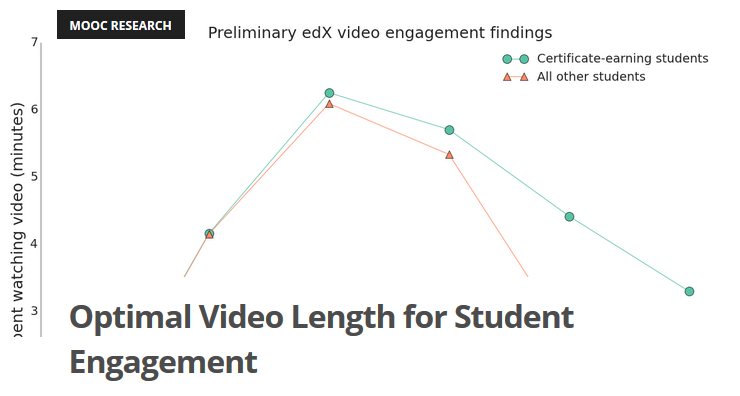 MOOC RESEARCH
Preliminary edX video engagement findings
Certificate-earning students
All other students
7
6
5
4
3
watching video (minutes)
Optimal Video Length for Student
Engagement